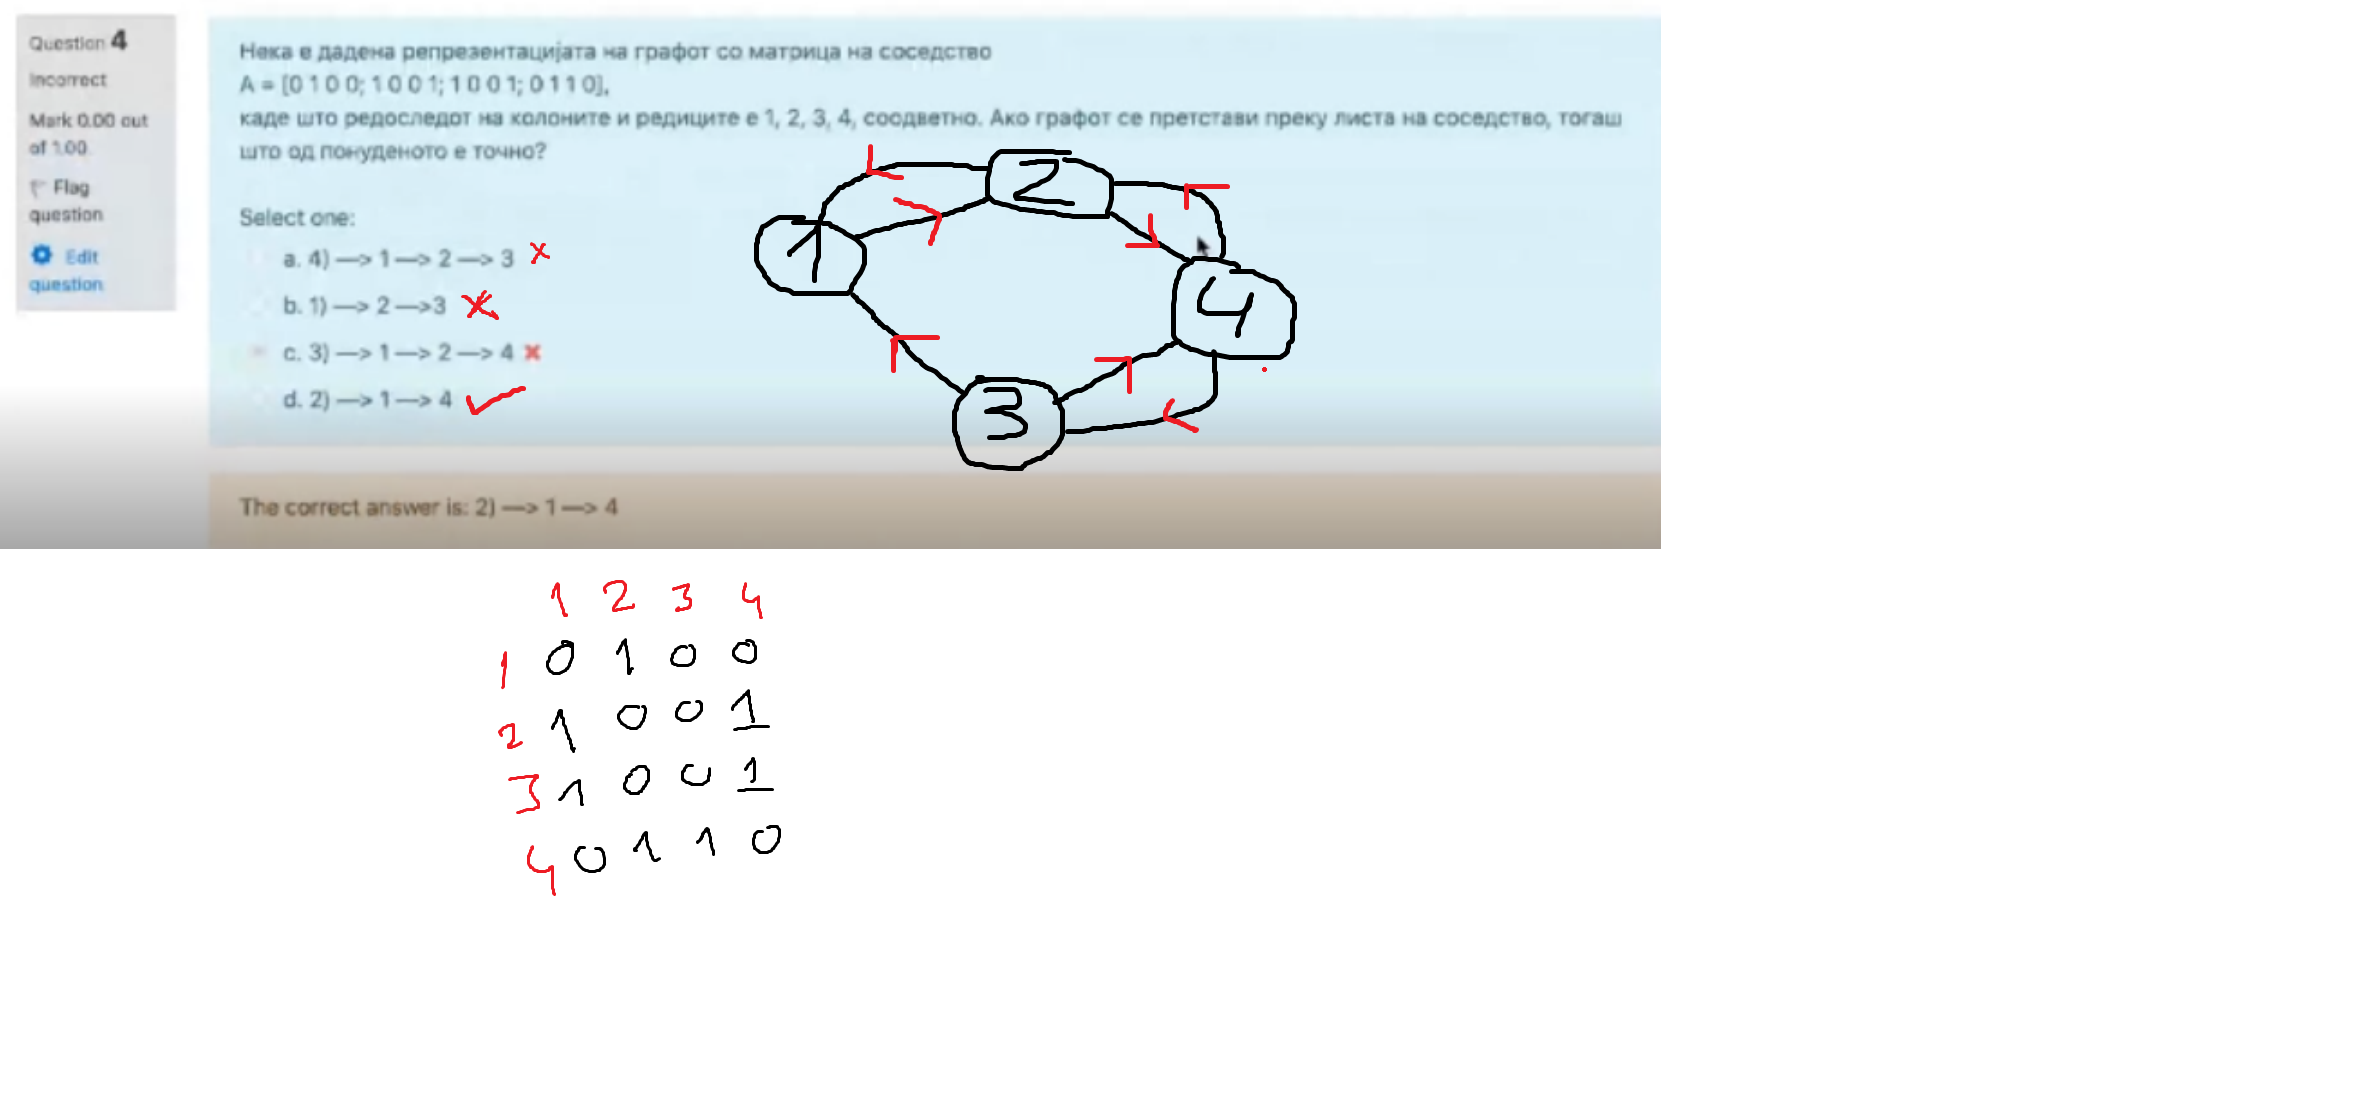 Question 4
Incorrect
Mark 0.00 out
of 1.00
Flag
question
Edit
question
Нека е дадена репрезентацијата на графот со матрица на соседство
A = [0 1 0 0; 1 0 0 1; 1 0 0 1; 0 1 1 0],
каде што редоследот на колоните и редиците е 1, 2, 3, 4, соодветно. Ако графот се претстави преку листа на соседство, тогаш
што од понуденото е точно?
Select one:
a. 4) —> 1 —> 2 —> 3
b. 1) —> 2 —>3
c. 3) —> 1 —> 2 —> 4
d. 2) —> 1 —> 4
1
2
3
4
The correct answer is: 2) —> 1 —> 4
1 2 3 4
1 0 1 0 0
2 1 0 0 1
3 1 0 0 1
4 0 1 1 0